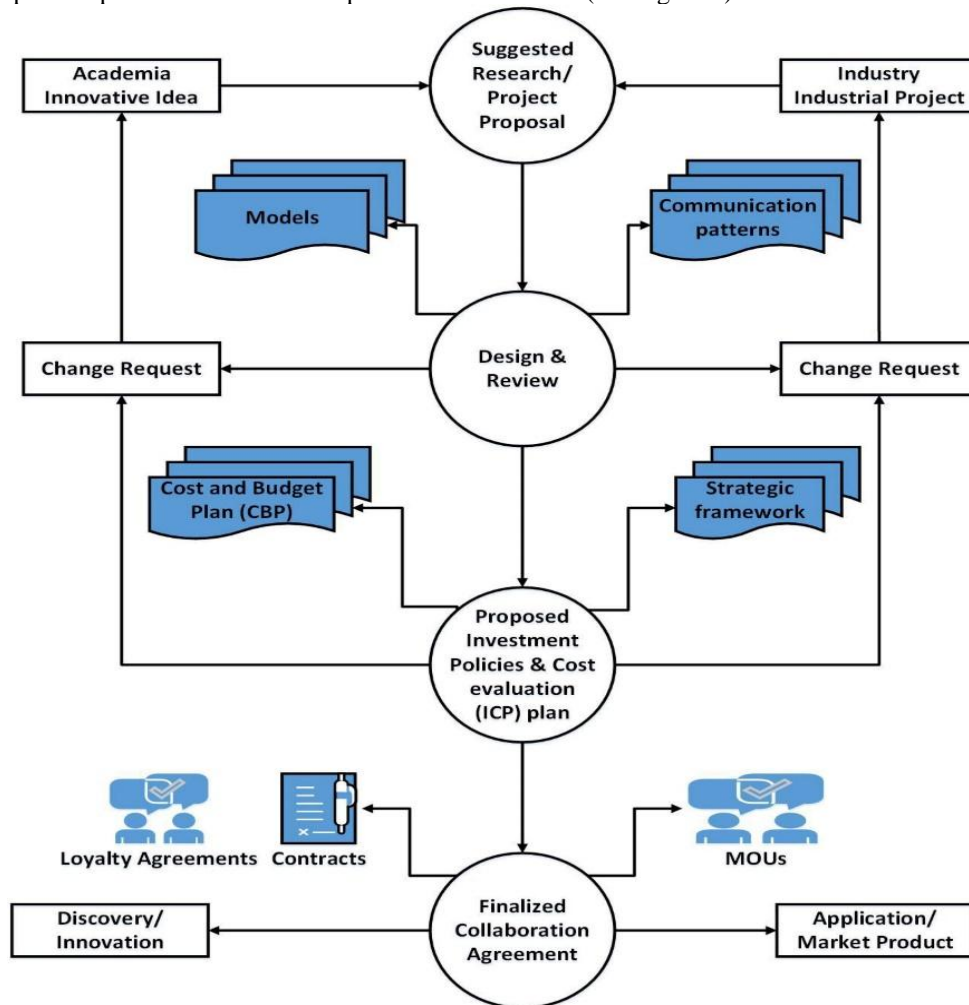 Suggested
Research/
Project
Proposal
Academia
Innovative Idea
Industry
Industrial Project
Models
Communication
patterns
Change Request
Design &
Review
Change Request
Cost and Budget
Plan (CBP)
Strategic
framework
Proposed
Investment
Policies & Cost
evaluation
(ICP) plan
Loyalty Agreements
Contracts
MOUs
Discovery/
Innovation
Finalized
Collaboration
Agreement
Application/
Market Product